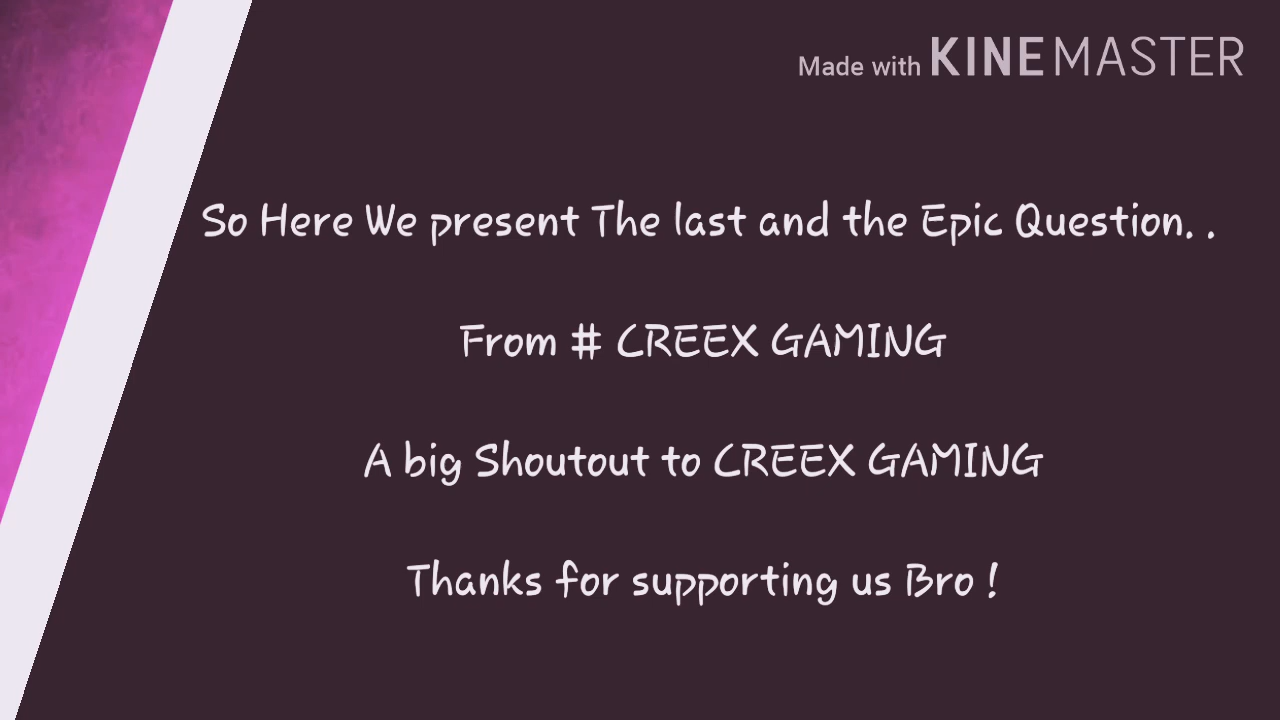 Made with KINEMASTER
So Here We present The last and the Epic Question. .
From # CREEX GAMING
A big Shoutout to CREEX GAMING
Thanks for supporting us Bro !